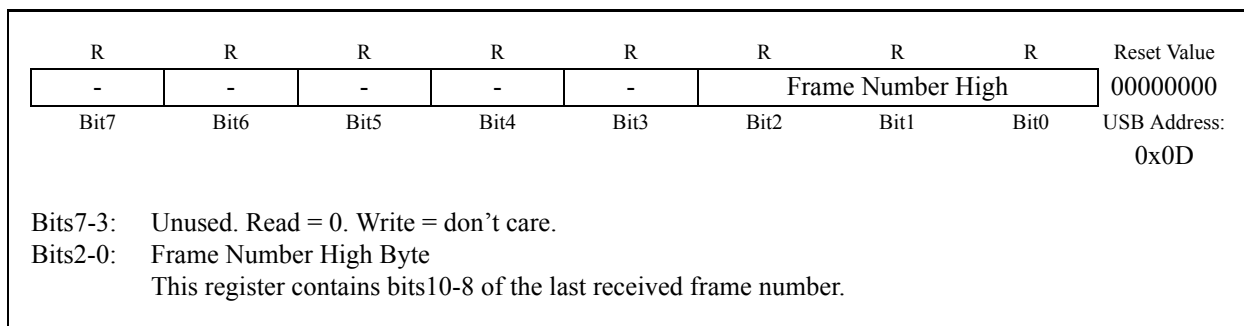 R R R R R R R R Reset Value
- - - - - Frame Number High 00000000
Bit7 Bit6 Bit5 Bit4 Bit3 Bit2 Bit1 Bit0 USB Address:
0x0D
Bits7-3: Unused. Read = 0. Write = don’t care.
Bits2-0: Frame Number High Byte
This register contains bits10-8 of the last received frame number.